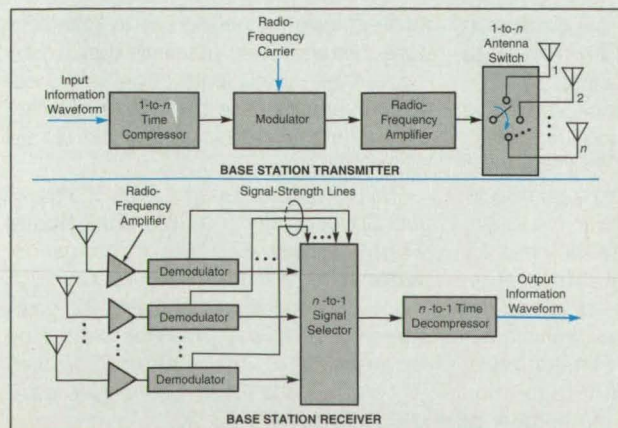 Radio-
Frequency
Carrier
1-to-n
Antenna
Switch
Input
Information
Waveform
1-to-n
Time
Compressor
Modulator
Radio-
Frequency
Amplifier
1
2
n
BASE STATION TRANSMITTER
Radio-
Frequency
Amplifier
Signal-Strength Lines
Demodulator
Demodulator
Demodulator
n -to-1
Signal
Selector
n -to-1 Time
Decompressor
Output
Information
Waveform
BASE STATION RECEIVER